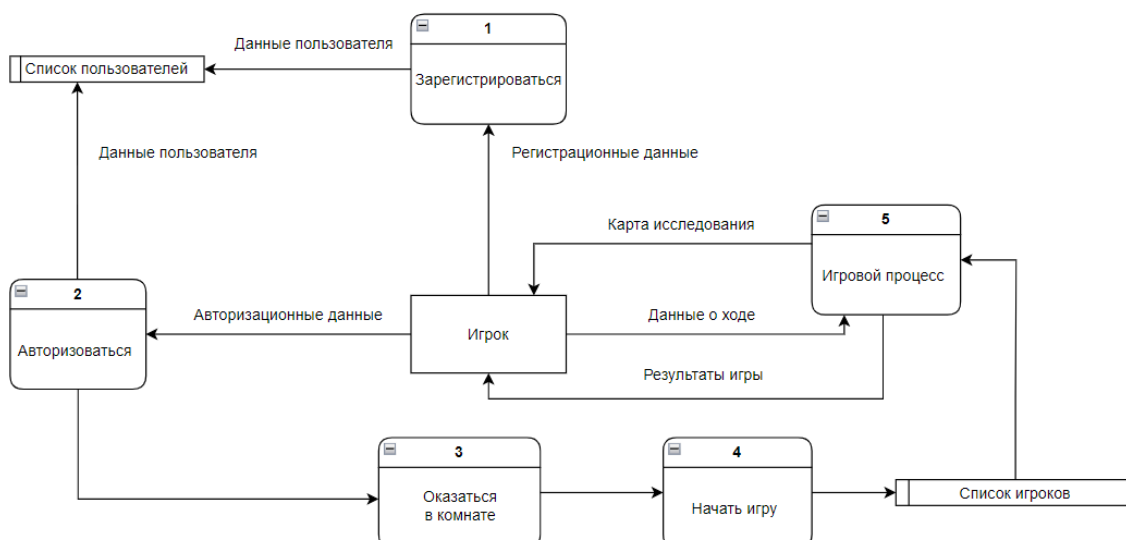 1
Данные пользователя
Список пользователей
Зарегистрироваться
Данные пользователя
Регистрационные данные
5
Карта исследования
Игровой процесс
2
Авторизационные данные
Данные о ходе
Игрок
Авторизоваться
Результаты игры
3
4
Оказаться
в комнате
Начать игру
Список игроков